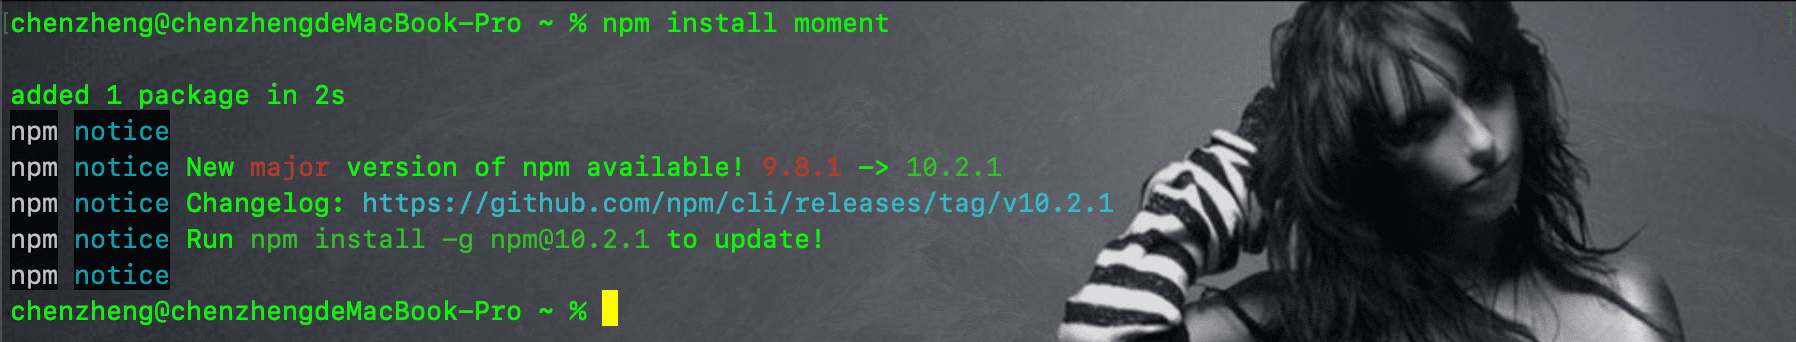 [chenzheng@chenzhengdeMacBook-Pro ~ % npm install moment
added 1 package in 2s
npm notice
npm notice New major version of npm available! 9.8.1 -> 10.2.1
npm notice Changelog: https://github.com/npm/cli/releases/tag/v10.2.1
npm notice Run npm install -g npm@10.2.1 to update!
npm notice
chenzheng@chenzhengdeMacBook-Pro ~ %